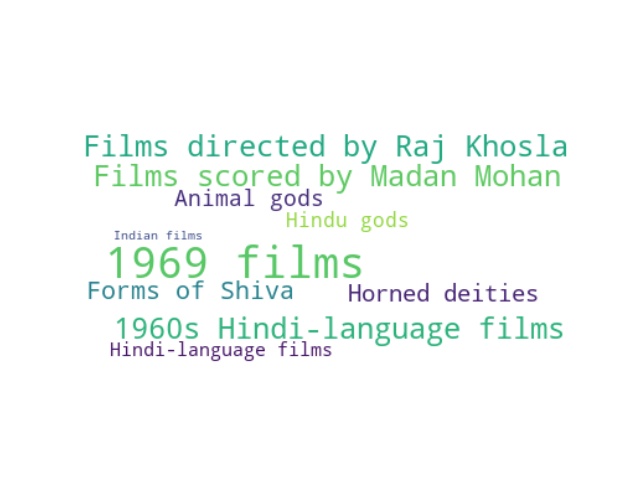 Films directed by Raj Khosla
Films scored by Madan Mohan
Animal gods
Hindu gods
Indian films
1969 films
Forms of Shiva
Horned deities
1960s Hindi-language films
Hindi-language films